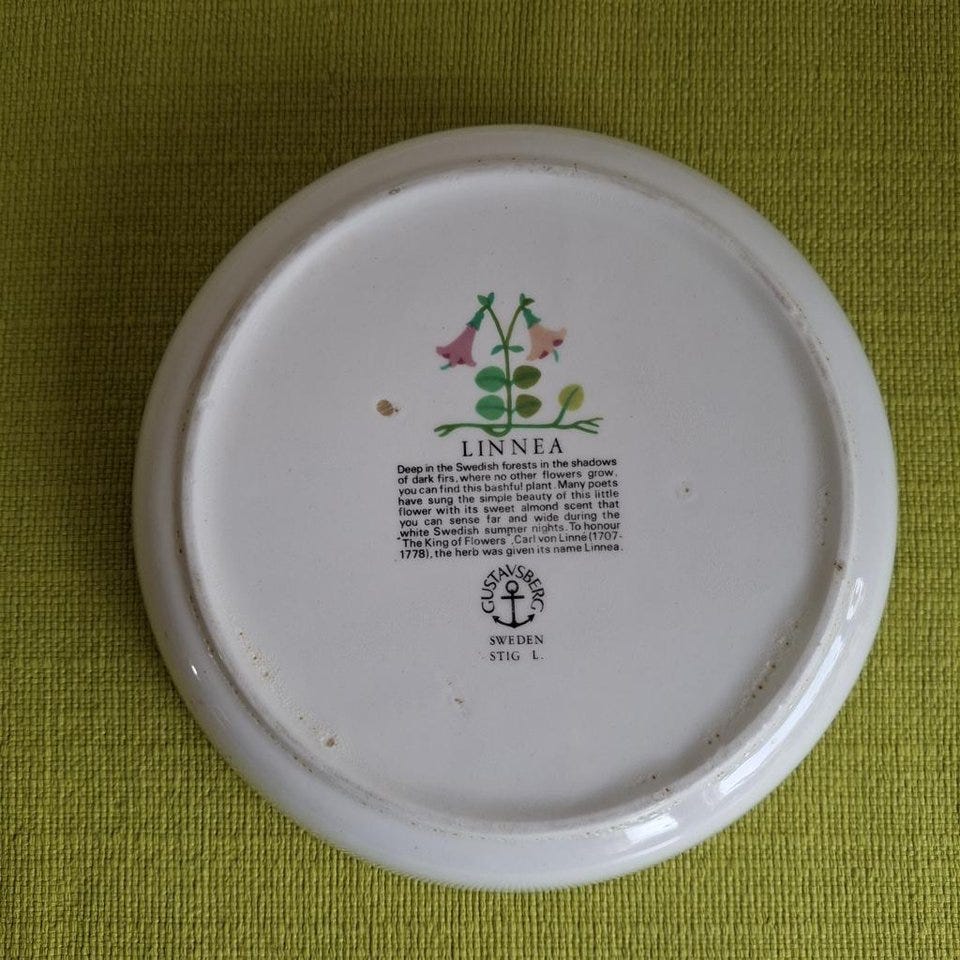 LINNEA
Deep in the Swedish forests in the shadows
of dark firs, where no other flowers grow,
you can find this bashful plant. Many poets
have sung the simple beauty of this little
flower with its sweet almond scent that
you can sense far and wide during the
white Swedish summer nights. To honour
"The King of Flowers", Carl von Linné (1707-
1778), the herb was given its name Linnea.
GUSTAVSBERG
SWEDEN
STIG L.